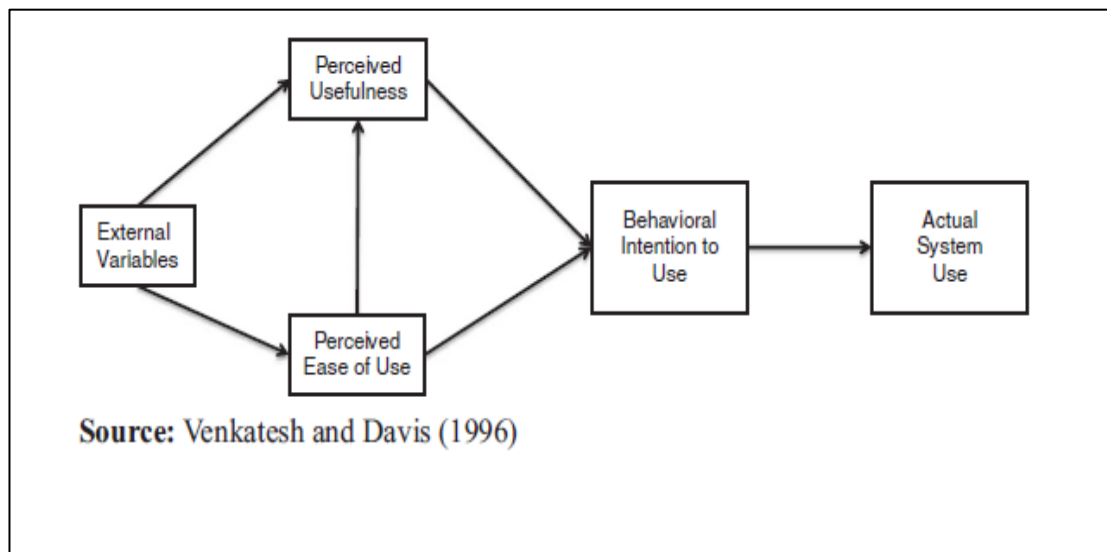 Perceived
Usefulness
External
Variables
Behavioral
Intention to
Use
Actual
System
Use
Perceived
Ease of Use
Source: Venkatesh and Davis (1996)